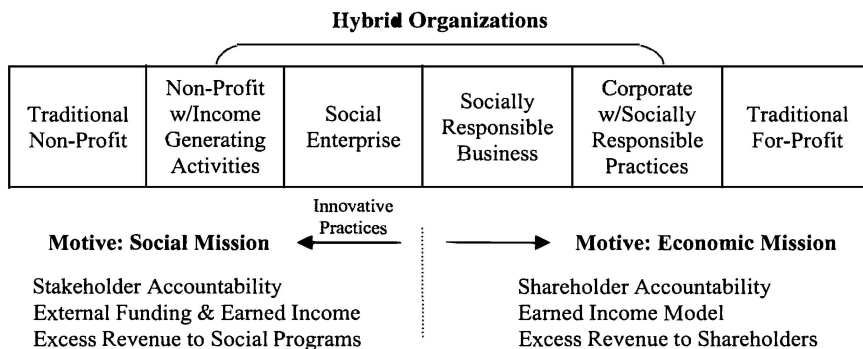 Hybrid Organizations
Traditional
Non-Profit
Non-Profit
w/Income
Generating
Activities
Social
Enterprise
Socially
Responsible
Business
Corporate
w/Socially
Responsible
Practices
Traditional
For-Profit
Innovative
Practices
Motive: Social Mission
Stakeholder Accountability
External Funding & Earned Income
Excess Revenue to Social Programs
Motive: Economic Mission
Shareholder Accountability
Earned Income Model
Excess Revenue to Shareholders